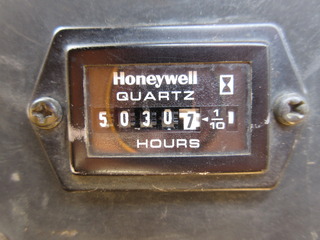 Honeywell
QUARTZ
50307 ◄ 1/10
HOURS